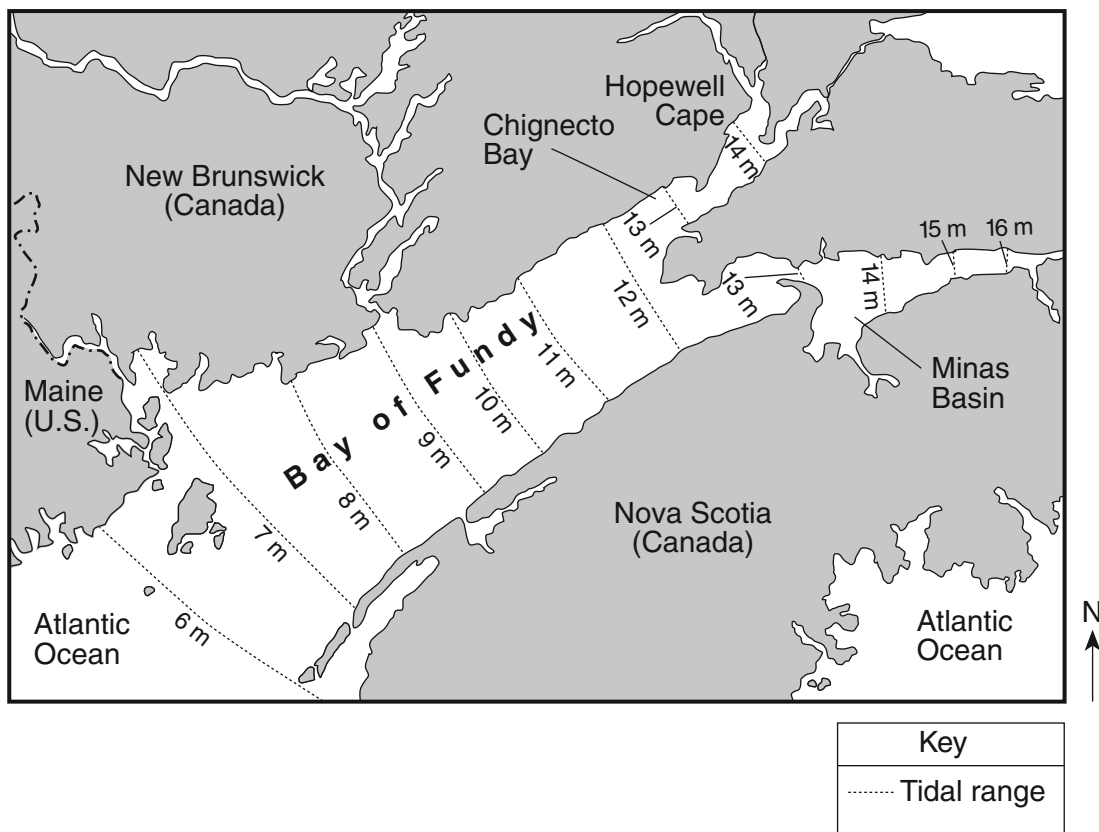 Hopewell
Cape
Chignecto
Bay
New Brunswick
(Canada)
14 m
13 m
15 m
16 m
13 m
14 m
12 m
11 m
10 m
9 m
8 m
7 m
6 m
Bay of Fundy
Maine
(U.S.)
Minas
Basin
Nova Scotia
(Canada)
Atlantic
Ocean
Atlantic
Ocean
N
Key
Tidal range